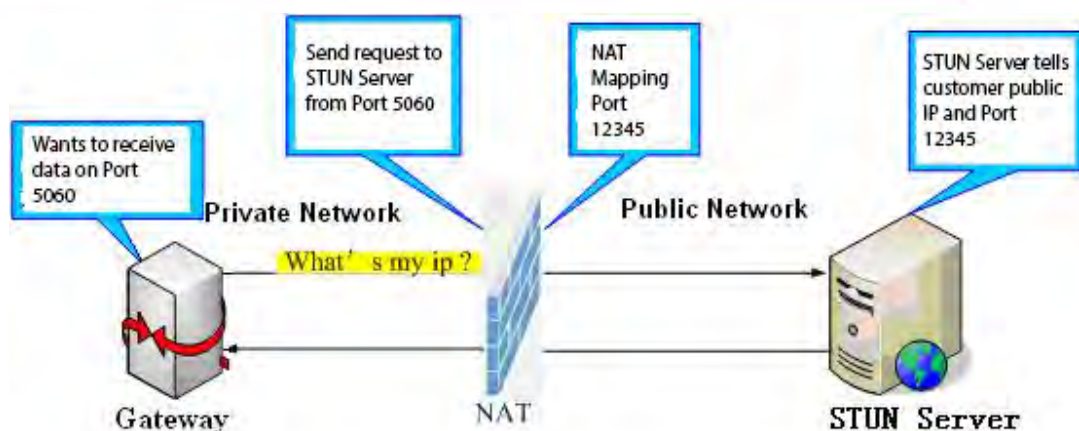 Send request to
STUN Server
from Port 5060
NAT
Mapping
Port
12345
STUN Server tells
customer public
IP and Port
12345
Wants to receive
data on Port
5060
Private Network
Public Network
What's my ip ?
Gateway
NAT
STUN Server